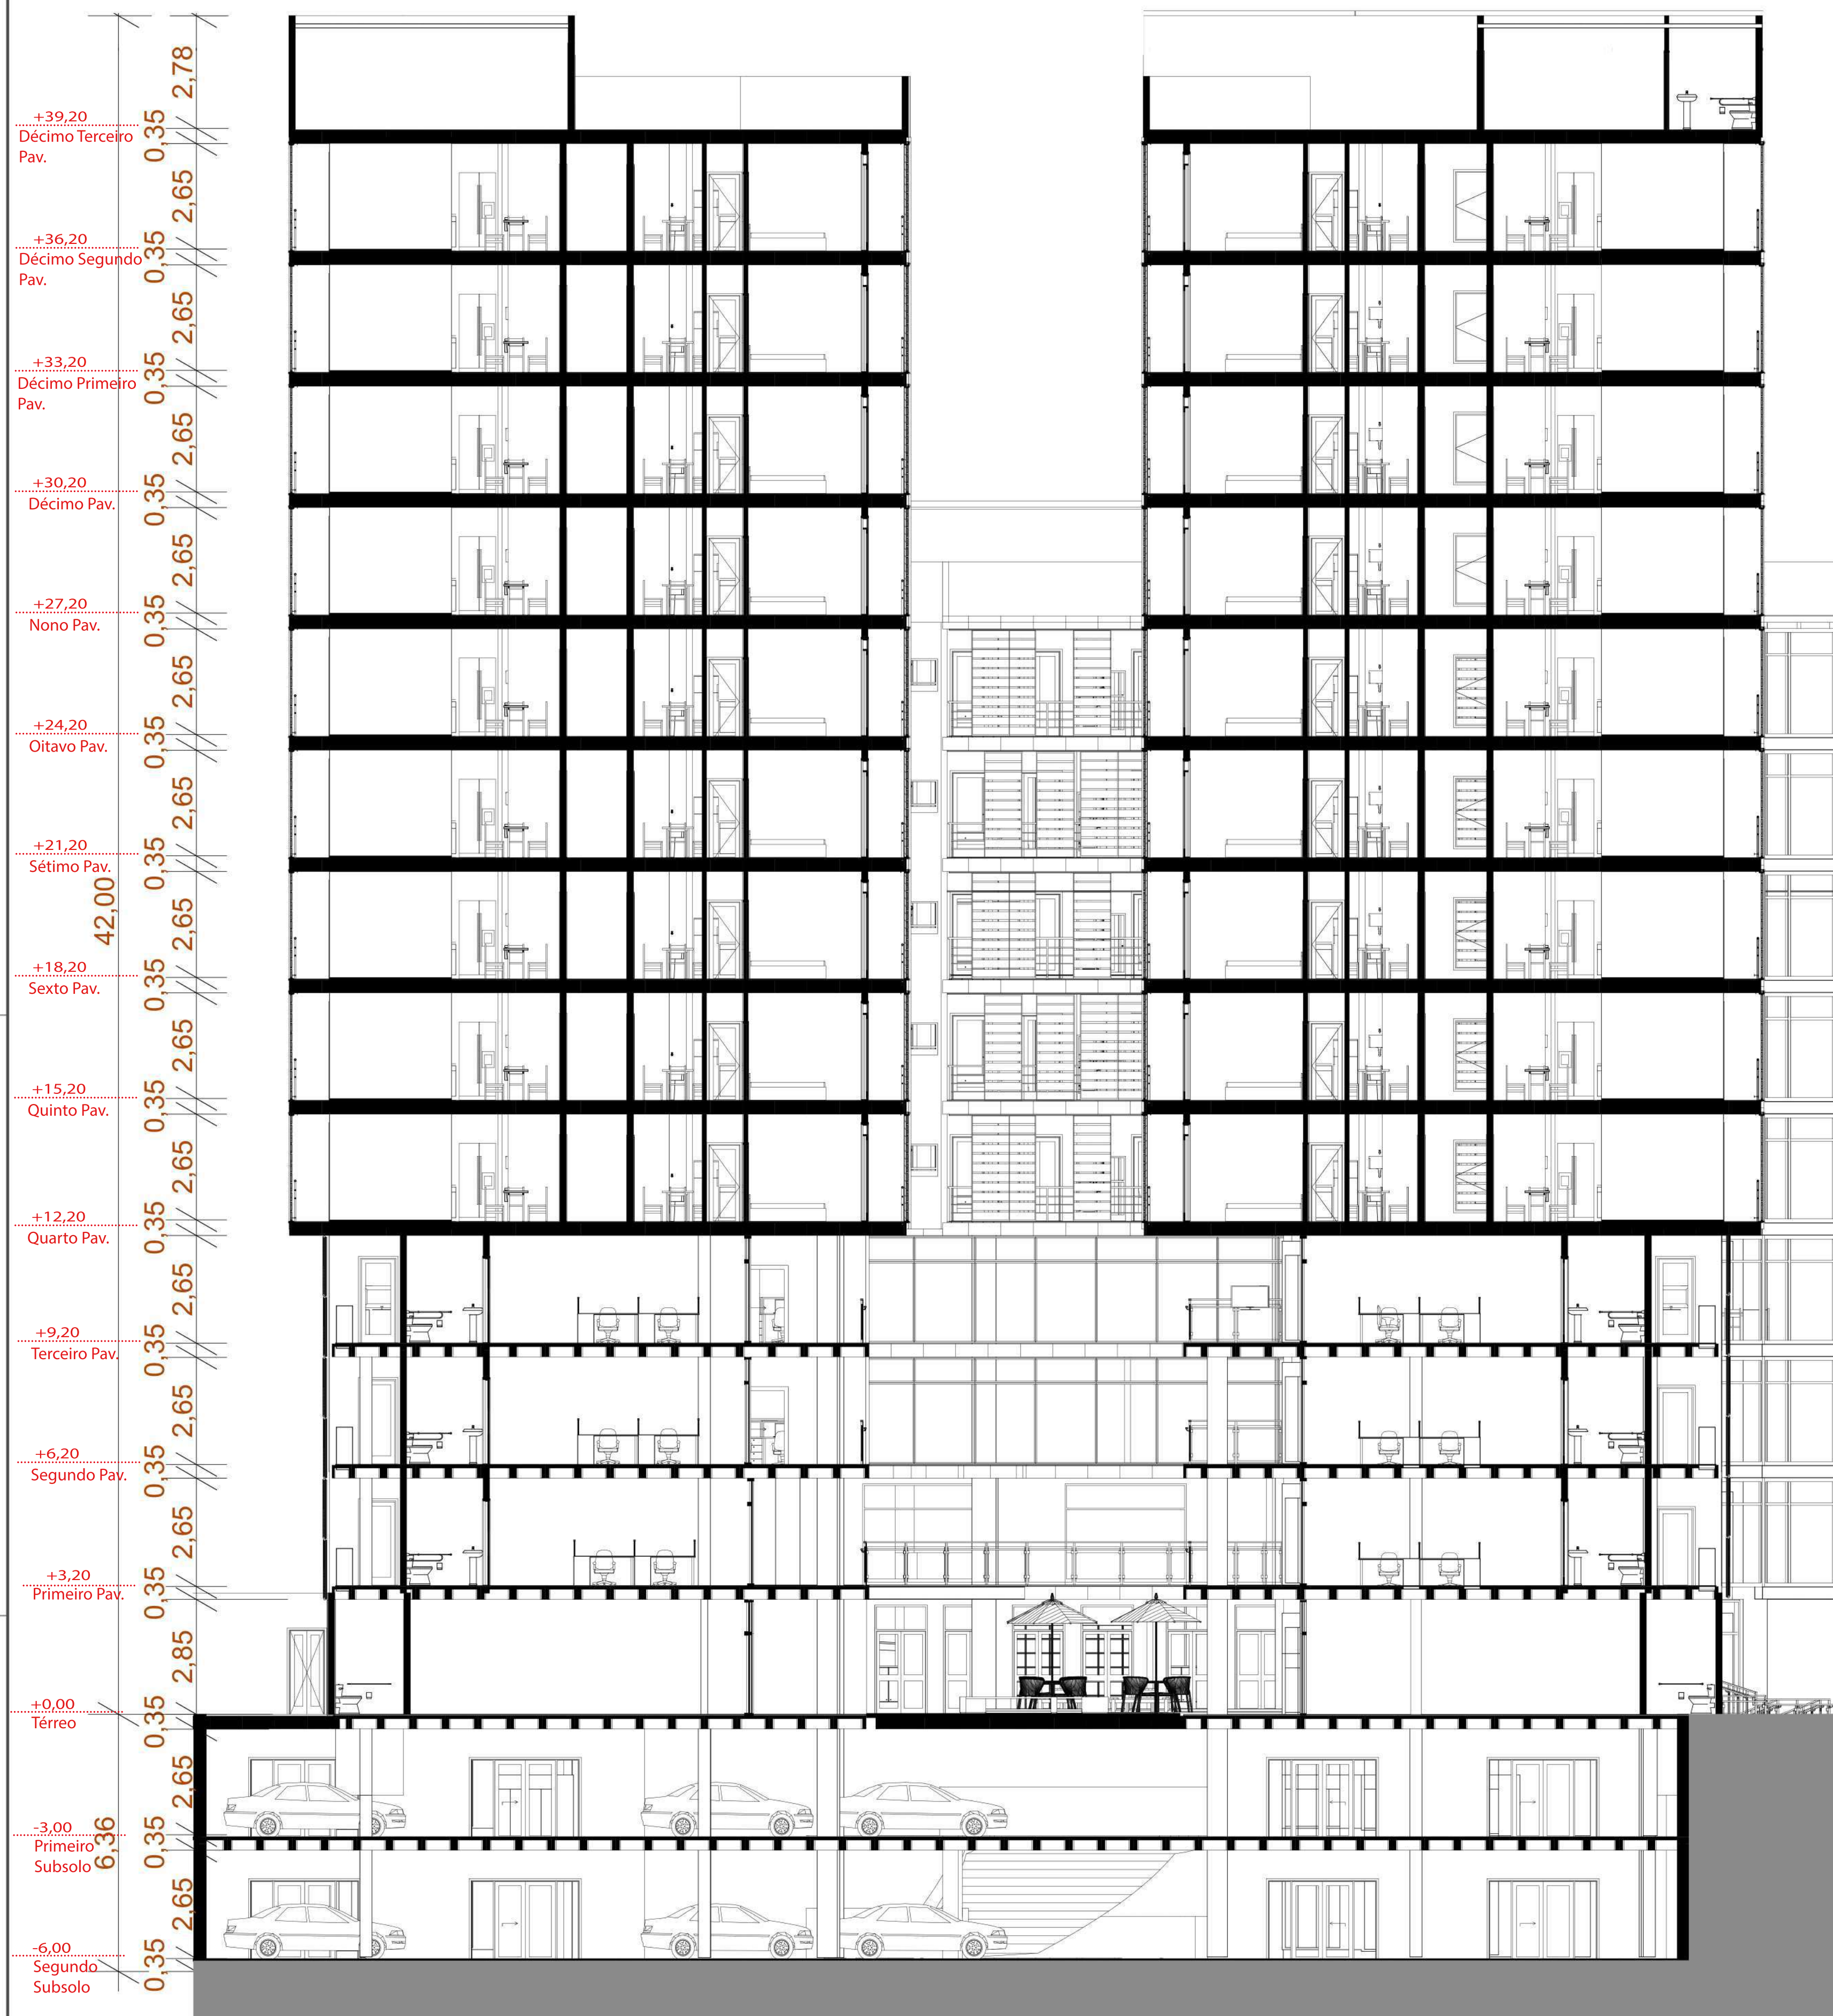 2,78
+39,20
Décimo Terceiro
Pav.
0,35
2,65
+36,20
Décimo Segundo
Pav.
0,35
2,65
+33,20
Décimo Primeiro
Pav.
0,35
2,65
+30,20
Décimo Pav.
0,35
2,65
+27,20
Nono Pav.
0,35
2,65
+24,20
Oitavo Pav.
0,35
2,65
+21,20
Sétimo Pav.
0,35
42,00
2,65
+18,20
Sexto Pav.
0,35
2,65
+15,20
Quinto Pav.
0,35
2,65
+12,20
Quarto Pav.
0,35
2,65
+9,20
Terceiro Pav.
0,35
2,65
+6,20
Segundo Pav.
0,35
2,65
+3,20
Primeiro Pav.
0,35
2,85
+0,00
Térreo
0,35
2,65
-3,00
Primeiro
Subsolo
6,36
0,35
2,65
-6,00
Segundo
Subsolo
0,35